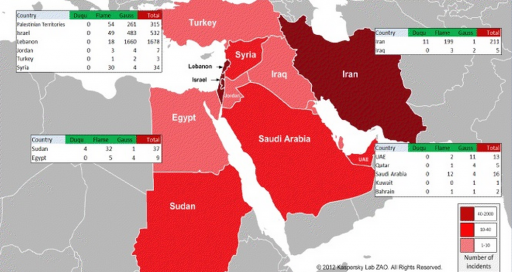 Country Duqu Flame Gauss Total
Palestinian Territories 0 54 261 315
Israel 0 49 483 532
Lebanon 0 18 1660 1678
Jordan 0 3 4 2
Turkey 0 1 2 3
Syria 0 30 4 34
Country Duqu Flame Gauss Total
Iran 11 199 1 211
Iraq 0 3 2 5
Turkey
Syria
Lebanon
Israel
Jordan
Iraq
Iran
Egypt
Saudi Arabia
UAE
Sudan
Country Duqu Flame Gauss Total
Sudan 4 32 1 37
Egypt 0 5 4 9
Country Duqu Flame Gauss Total
UAE 0 2 11 13
Qatar 0 1 4 5
Saudi Arabia 0 12 4 16
Kuwait 0 0 1 1
Bahrain 0 1 1 2
40-2000
10-40
1-10
Number of
incidents
© 2012 Kaspersky Lab ZAO. All Rights Reserved.